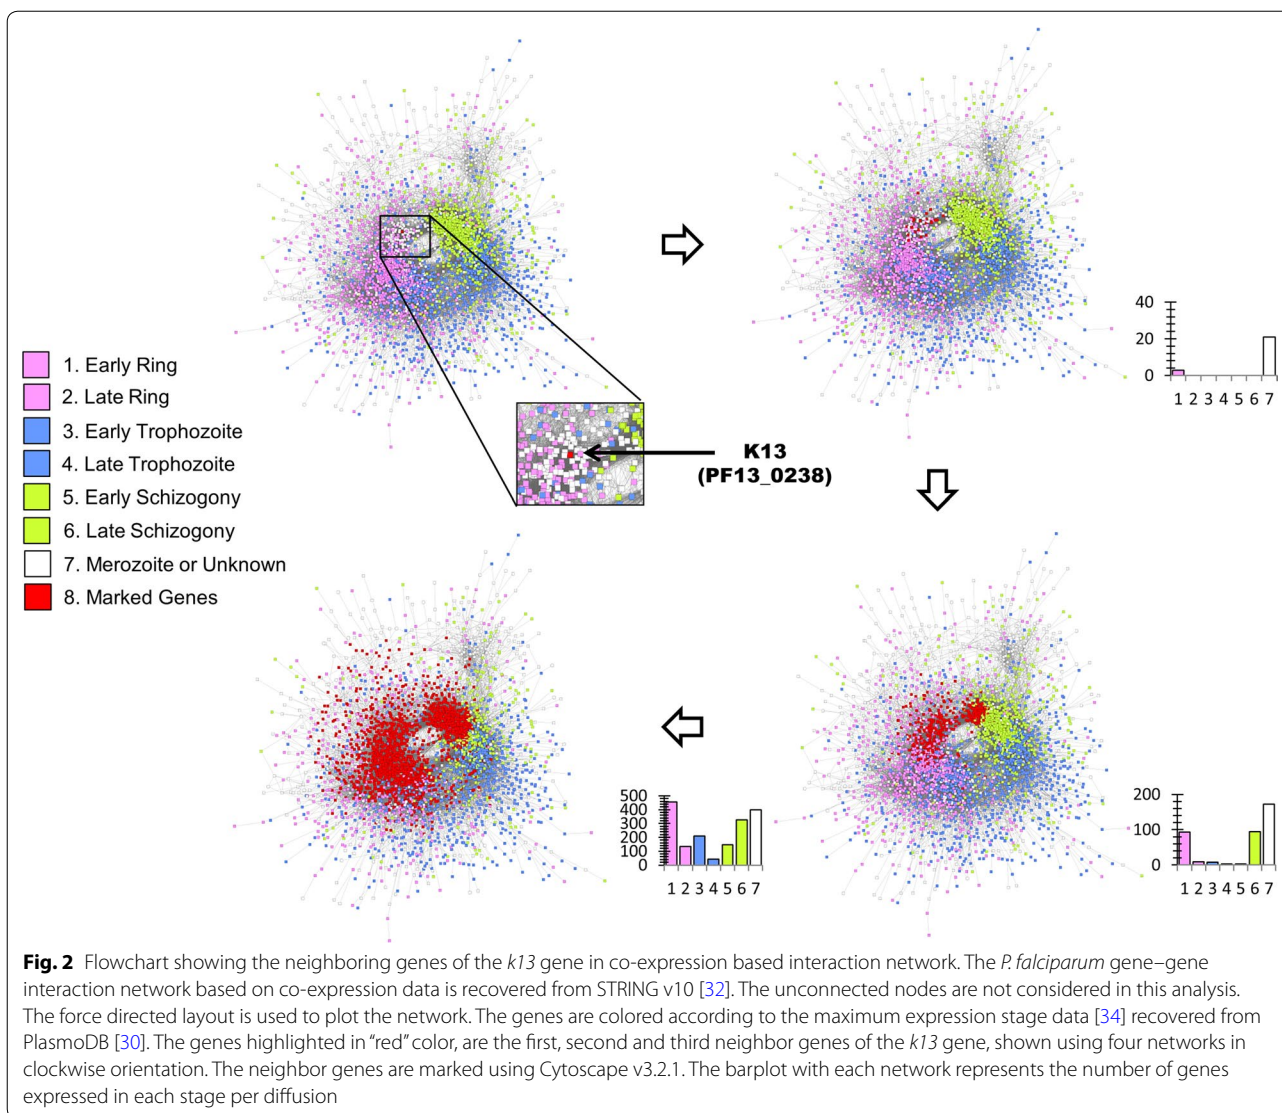 40
20
0
1 2 3 4 5 6 7
1. Early Ring
2. Late Ring
3. Early Trophozoite
4. Late Trophozoite
5. Early Schizogony
6. Late Schizogony
7. Merozoite or Unknown
8. Marked Genes
K13
(PF13_0238)
500
400
300
200
100
0
1 2 3 4 5 6 7
200
100
0
1 2 3 4 5 6 7
Fig. 2 Flowchart showing the neighboring genes of the k13 gene in co-expression based interaction network. The P. falciparum gene–gene
interaction network based on co-expression data is recovered from STRING v10 [32]. The unconnected nodes are not considered in this analysis.
The force directed layout is used to plot the network. The genes are colored according to the maximum expression stage data [34] recovered from
PlasmoDB [30]. The genes highlighted in “red” color, are the first, second and third neighbor genes of the k13 gene, shown using four networks in
clockwise orientation. The neighbor genes are marked using Cytoscape v3.2.1. The barplot with each network represents the number of genes
expressed in each stage per diffusion